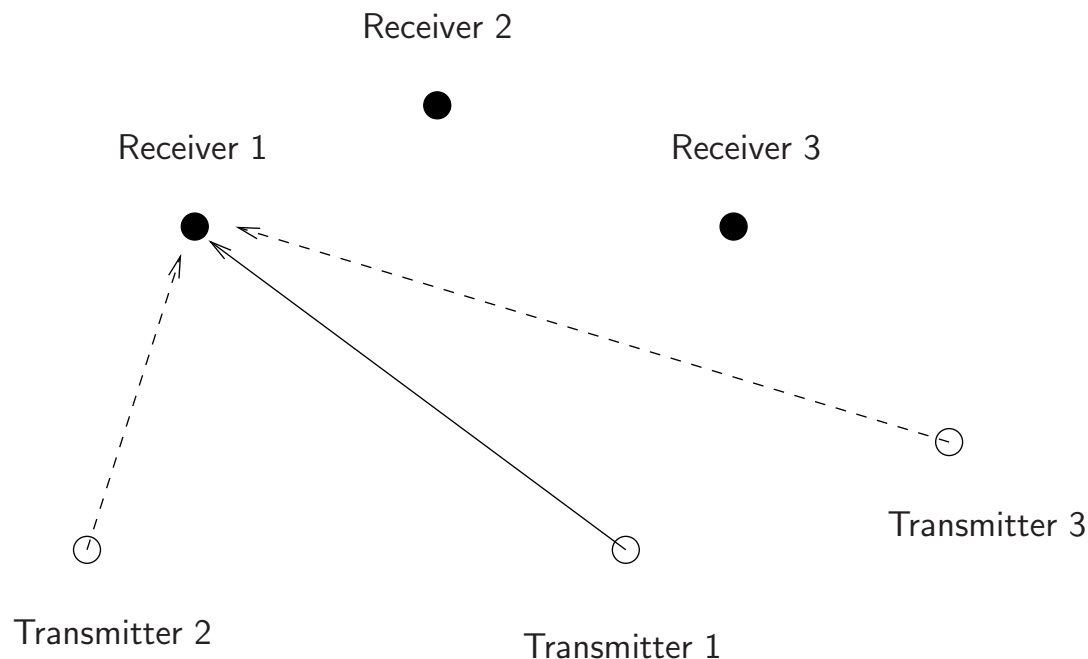 Receiver 2
Receiver 1
Receiver 3
Transmitter 3
Transmitter 2
Transmitter 1